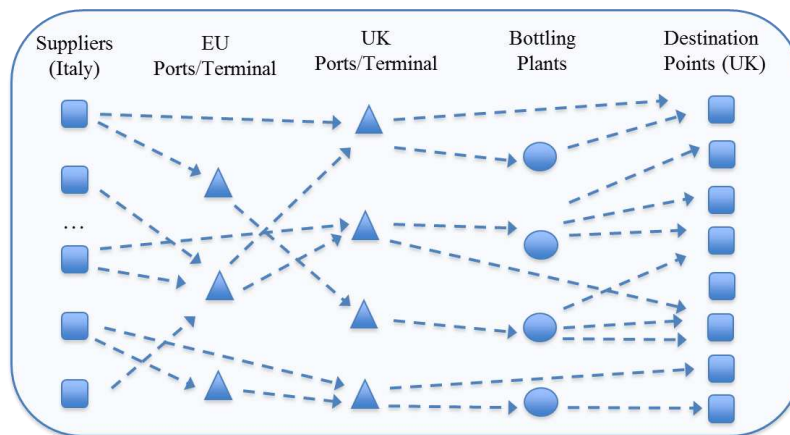 Suppliers
(Italy)
EU
Ports/Terminal
UK
Ports/Terminal
Bottling
Plants
Destination
Points (UK)
...